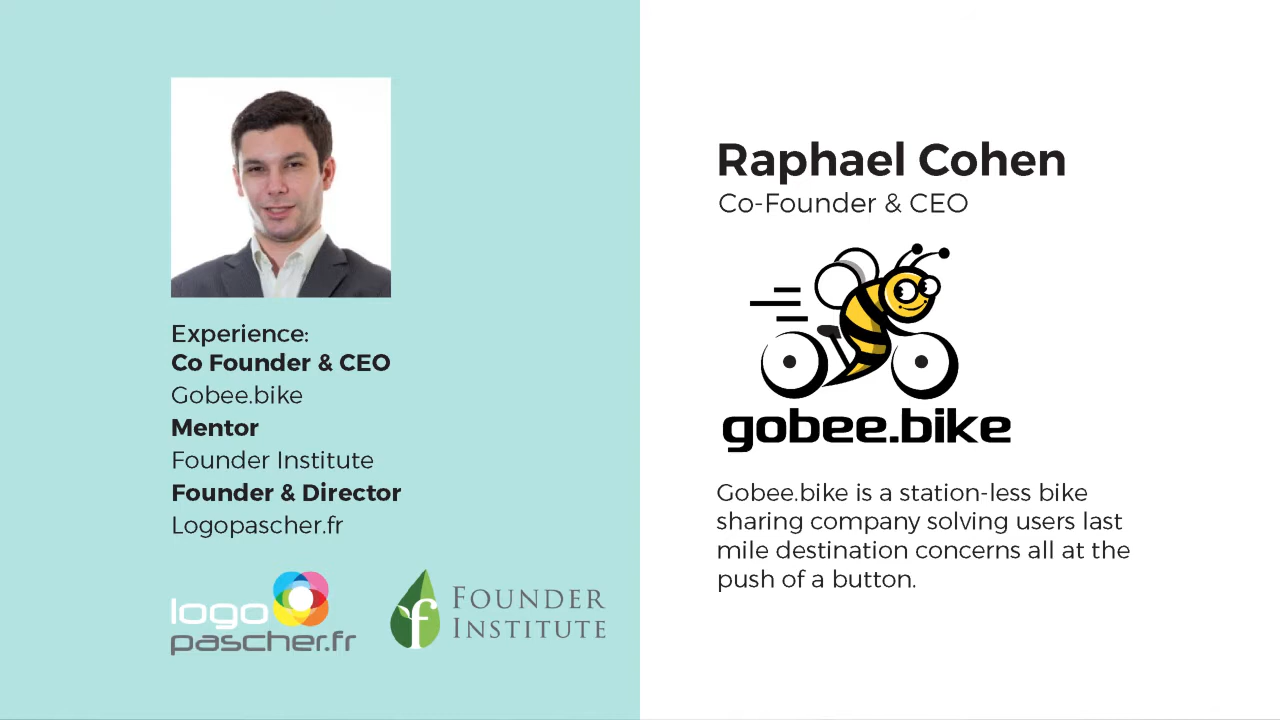 Experience:
Co Founder & CEO
Gobee.bike
Mentor
Founder Institute
Founder & Director
Logopascher.fr
logo
pascher.fr
f
FOUNDER
INSTITUTE
Raphael Cohen
Co-Founder & CEO
gobee.bike
Gobee.bike is a station-less bike
sharing company solving users last
mile destination concerns all at the
push of a button.